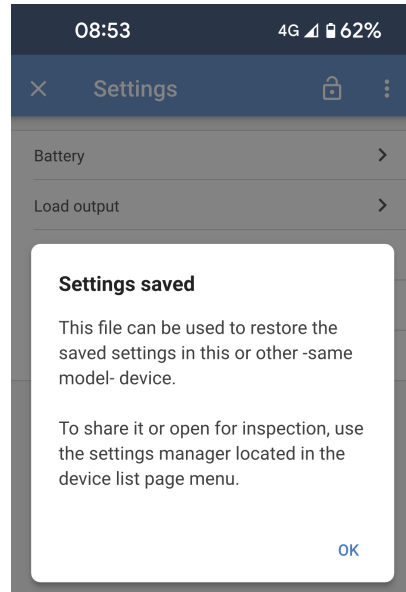 08:53 4G 62%
Settings
Battery
Load output
Settings saved
This file can be used to restore the
saved settings in this or other -same
model- device.
To share it or open for inspection, use
the settings manager located in the
device list page menu.
OK